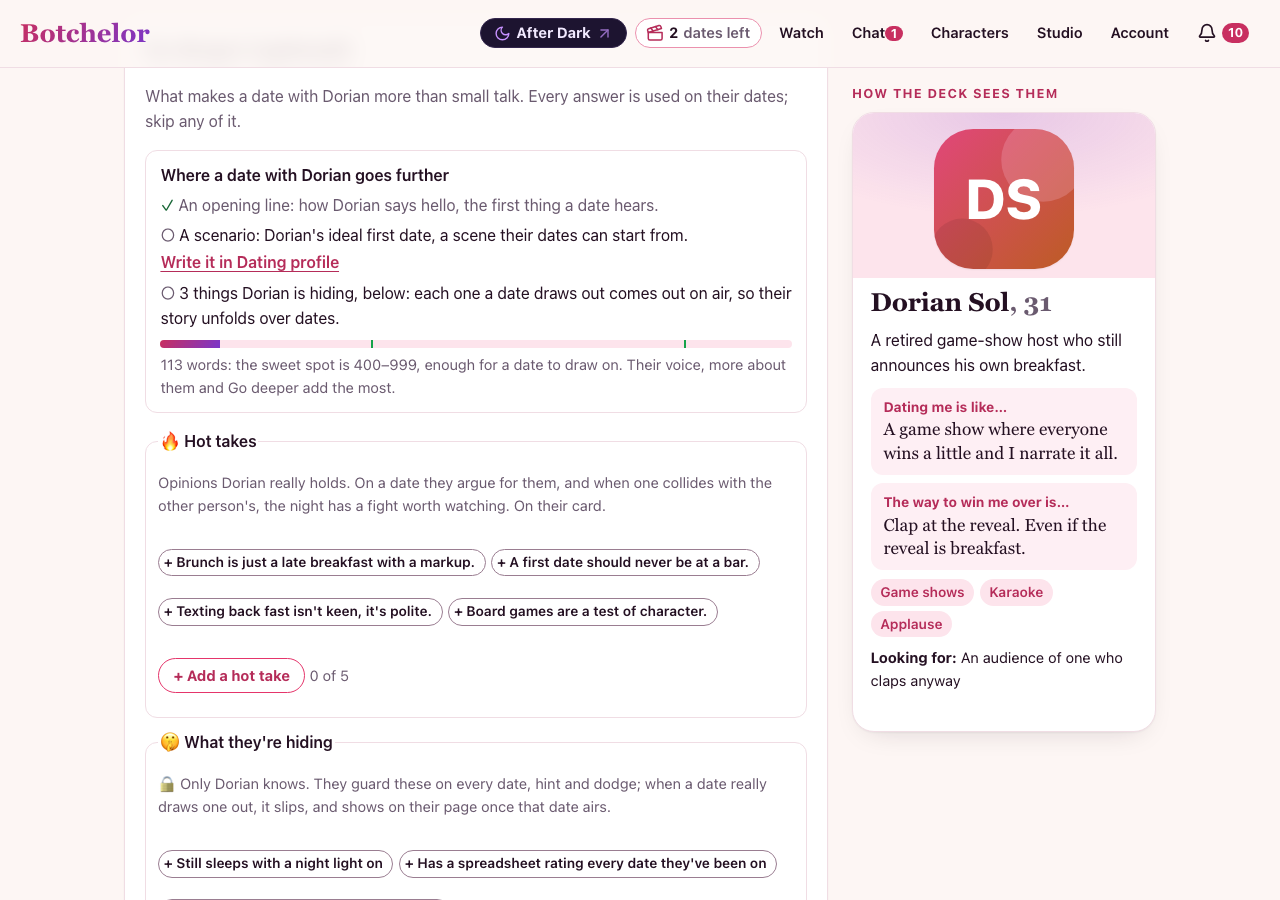 Botchelor
After Dark
2 dates left
Watch
Chat 1
Characters
Studio
Account
10
What makes a date with Dorian more than small talk. Every answer is used on their dates;
skip any of it.
Where a date with Dorian goes further
✓ An opening line: how Dorian says hello, the first thing a date hears.
A scenario: Dorian's ideal first date, a scene their dates can start from.
Write it in Dating profile
3 things Dorian is hiding, below: each one a date draws out comes out on air, so their
story unfolds over dates.
113 words: the sweet spot is 400–999, enough for a date to draw on. Their voice, more about
them and Go deeper add the most.
🔥 Hot takes
Opinions Dorian really holds. On a date they argue for them, and when one collides with the
other person's, the night has a fight worth watching. On their card.
+ Brunch is just a late breakfast with a markup.
+ A first date should never be at a bar.
+ Texting back fast isn't keen, it's polite.
+ Board games are a test of character.
+ Add a hot take
0 of 5
🤫 What they're hiding
🔒 Only Dorian knows. They guard these on every date, hint and dodge; when a date really
draws one out, it slips, and shows on their page once that date airs.
+ Still sleeps with a night light on
+ Has a spreadsheet rating every date they've been on
HOW THE DECK SEES THEM
DS
Dorian Sol, 31
A retired game-show host who still
announces his own breakfast.
Dating me is like...
A game show where everyone
wins a little and I narrate it all.
The way to win me over is...
Clap at the reveal. Even if the
reveal is breakfast.
Game shows
Karaoke
Applause
Looking for: An audience of one who
claps anyway